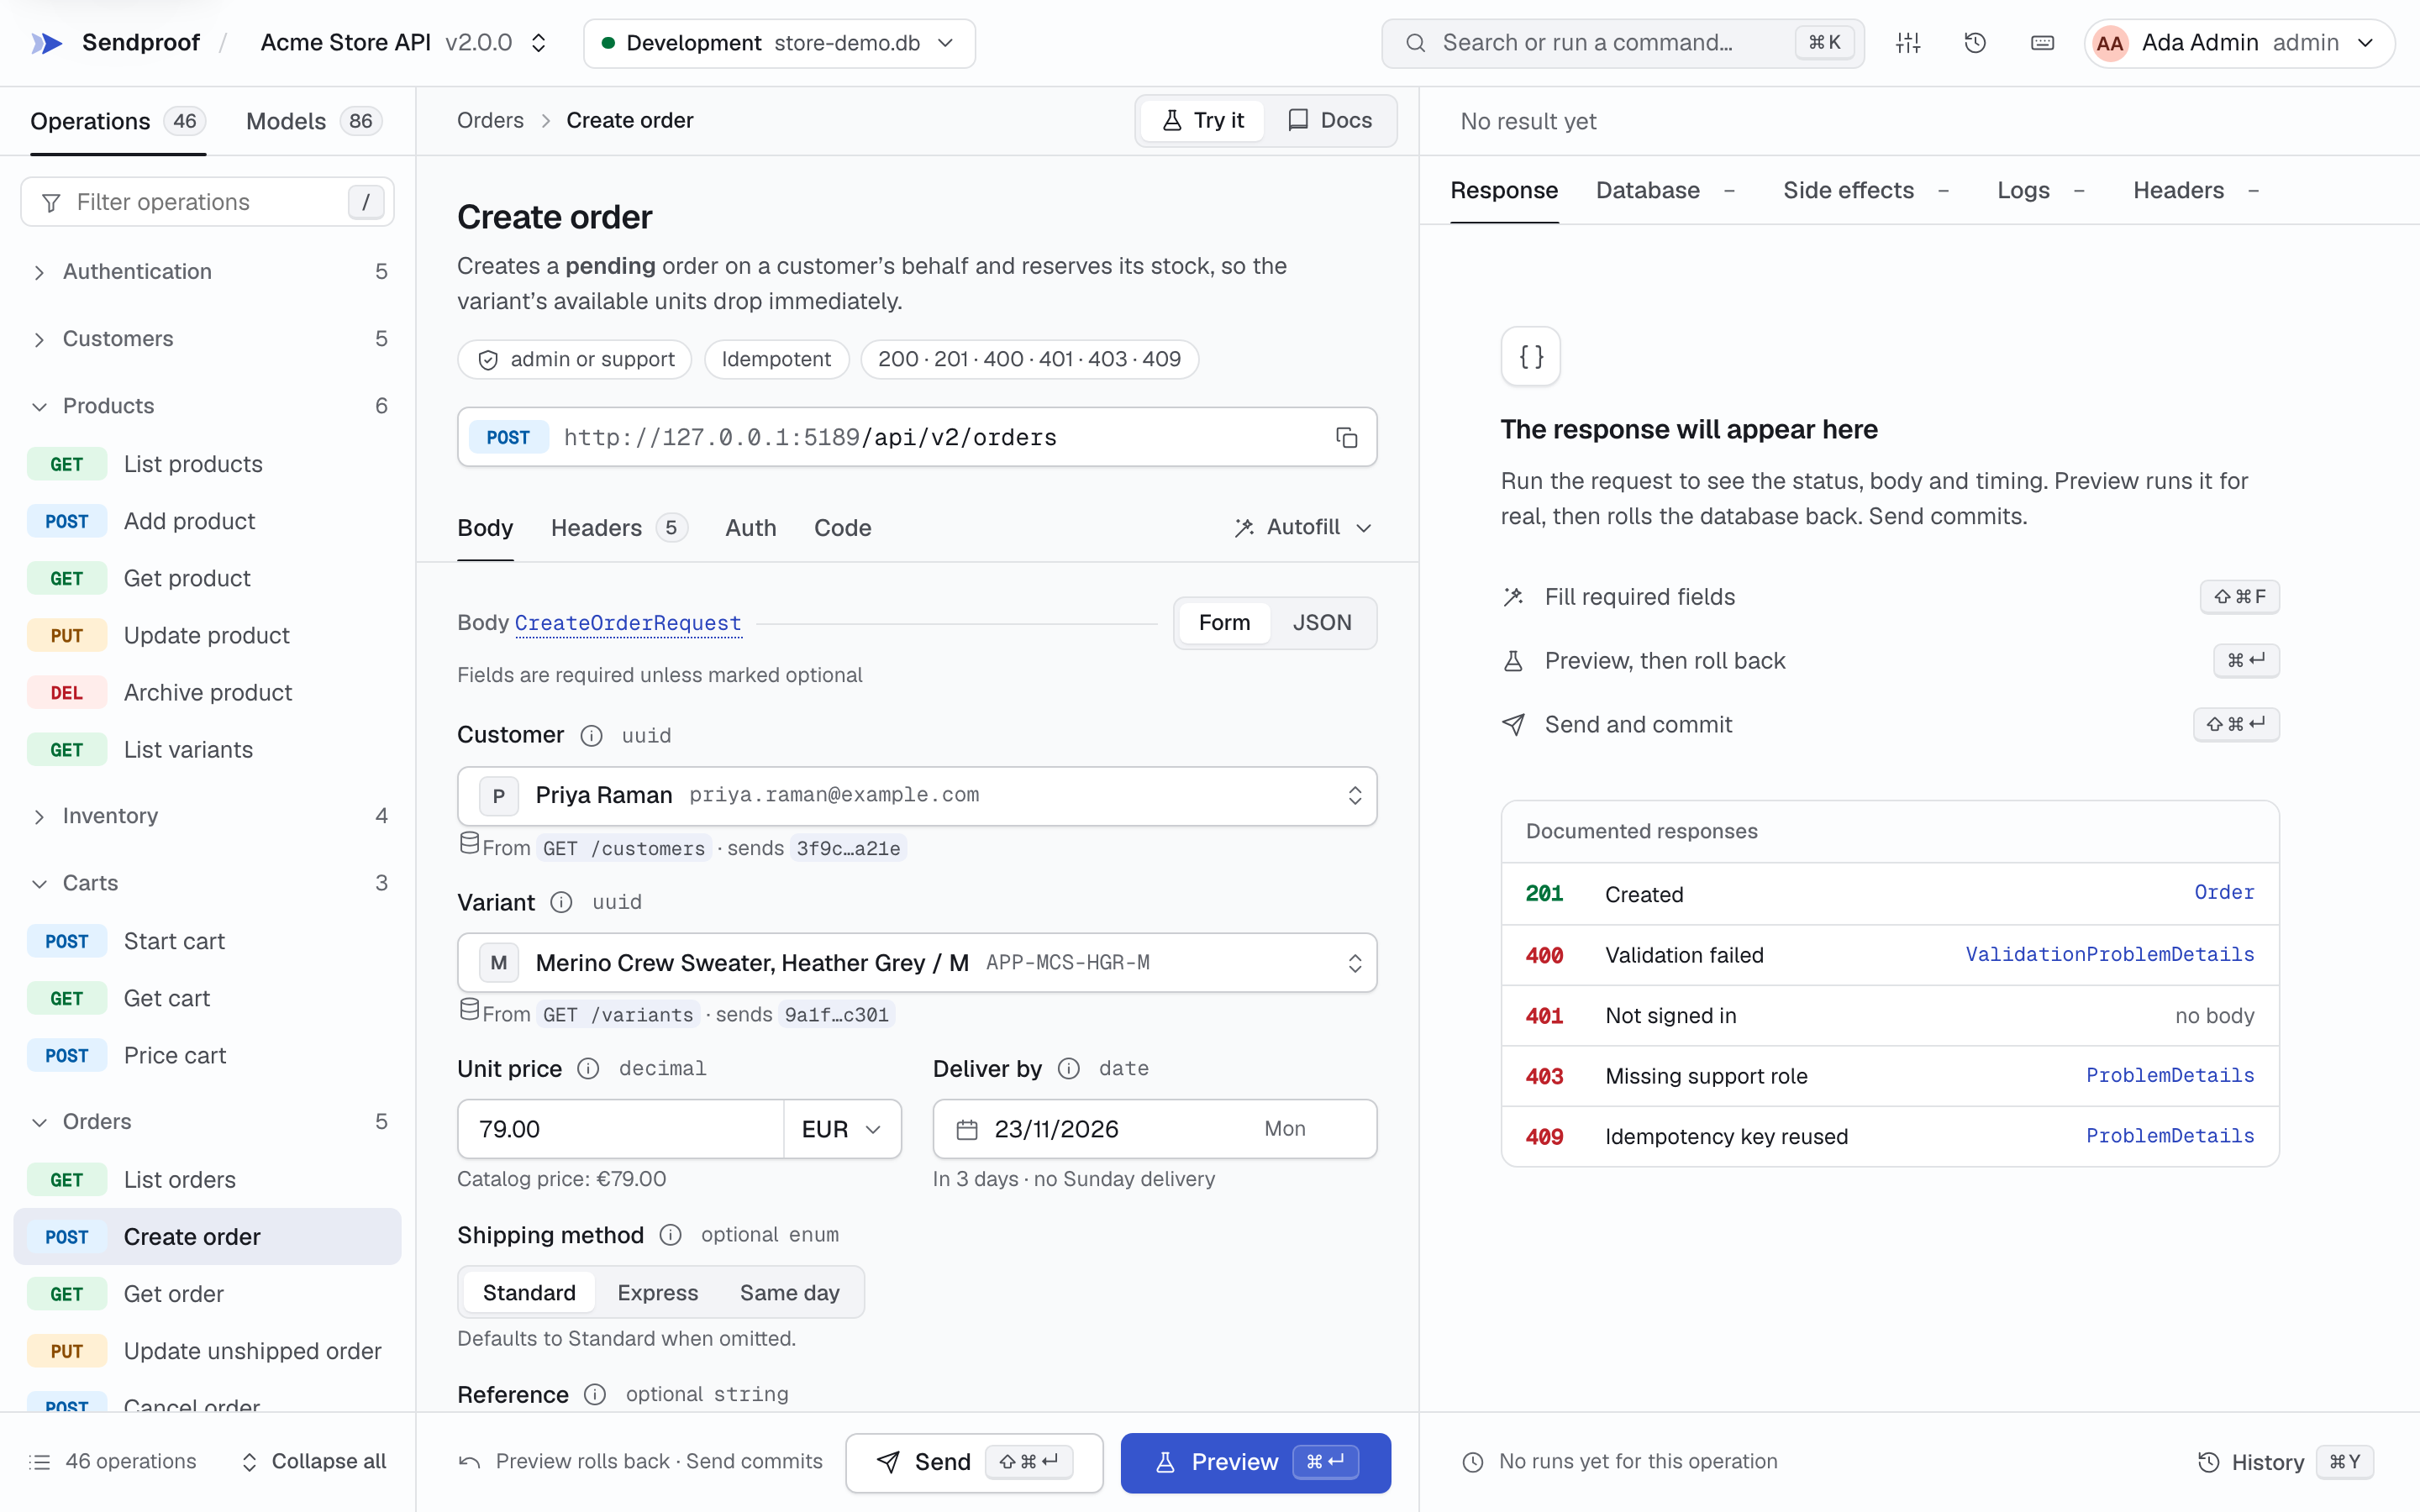 Sendproof / Acme Store API v2.0.0
Development store-demo.db
Search or run a command… ⌘K
AA Ada Admin admin
Operations 46 Models 86
Filter operations /
Authentication 5
Customers 5
Products 6
GET List products
POST Add product
GET Get product
PUT Update product
DEL Archive product
GET List variants
Inventory 4
Carts 3
POST Start cart
GET Get cart
POST Price cart
Orders 5
GET List orders
POST Create order
GET Get order
PUT Update unshipped order
POST Cancel order
46 operations Collapse all
Orders > Create order
Try it Docs
Create order
Creates a pending order on a customer’s behalf and reserves its stock, so the
variant’s available units drop immediately.
admin or support Idempotent 200 · 201 · 400 · 401 · 403 · 409
POST http://127.0.0.1:5189/api/v2/orders
Body Headers 5 Auth Code Autofill
Body CreateOrderRequest Form JSON
Fields are required unless marked optional
Customer uuid
P Priya Raman priya.raman@example.com
From GET /customers · sends 3f9c…a21e
Variant uuid
M Merino Crew Sweater, Heather Grey / M APP-MCS-HGR-M
From GET /variants · sends 9a1f…c301
Unit price decimal
79.00 EUR
Catalog price: €79.00
Deliver by date
23/11/2026 Mon
In 3 days · no Sunday delivery
Shipping method optional enum
Standard Express Same day
Defaults to Standard when omitted.
Reference optional string
Preview rolls back · Send commits
Send ⇧⌘↵
Preview ⌘↵
No result yet
Response Database – Side effects – Logs – Headers –
{}
The response will appear here
Run the request to see the status, body and timing. Preview runs it for
real, then rolls the database back. Send commits.
Fill required fields ⇧⌘F
Preview, then roll back ⌘↵
Send and commit ⇧⌘↵
Documented responses
201 Created Order
400 Validation failed ValidationProblemDetails
401 Not signed in no body
403 Missing support role ProblemDetails
409 Idempotency key reused ProblemDetails
No runs yet for this operation
History ⌘Y